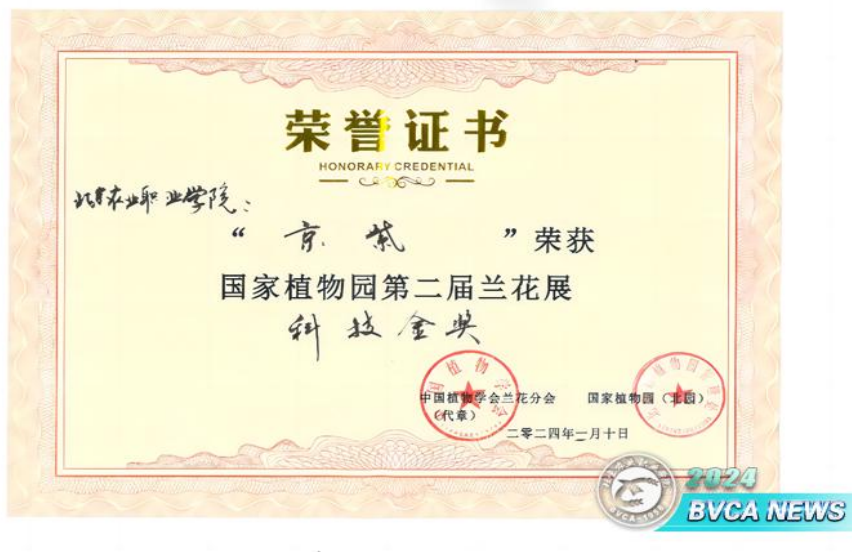 荣誉证书
HONORARY CREDENTIAL
北京农业职业学院：
“京紫”荣获
国家植物园第二届兰花展
科技金奖
中国植物学会兰花分会 国家植物园（北园）
（代章）
二零二四年二月十日
2024
BVCA NEWS